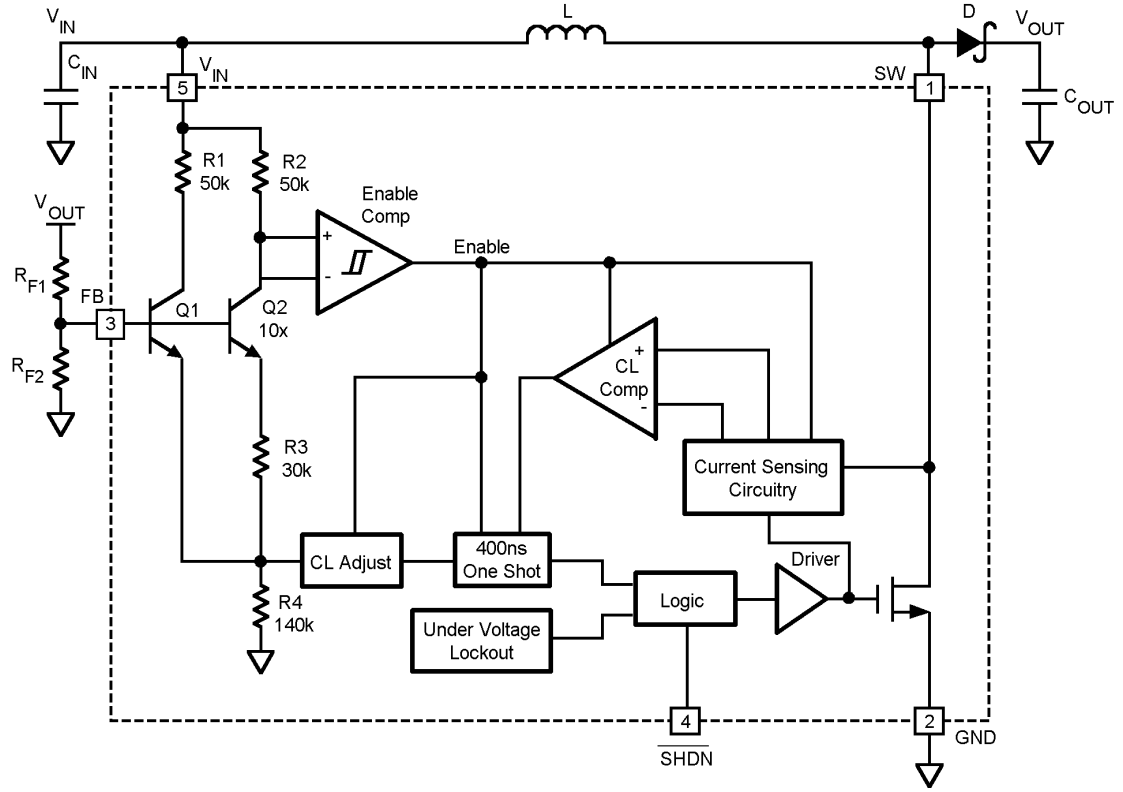 L
D
VIN
VOUT
CIN
VIN
SW
5
1
COUT
R1
50k
R2
50k
Enable
Comp
VOUT
+
-
Enable
RF1
FB
3
Q1
Q2
10x
RF2
+
CL
Comp
-
R3
30k
Current Sensing
Circuitry
CL Adjust
400ns
One Shot
Driver
R4
140k
Logic
Under Voltage
Lockout
4
2
SHDN
GND